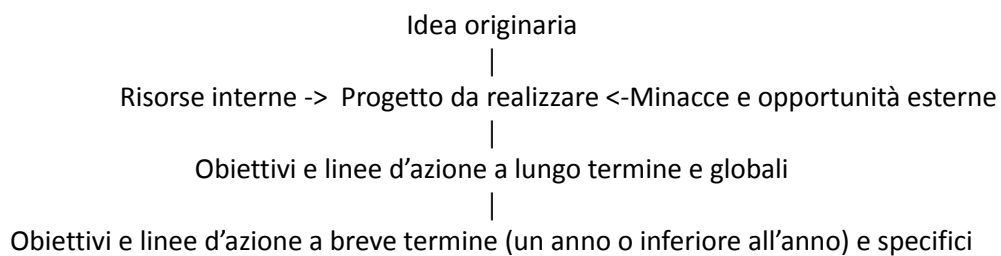 Idea originaria
|
Risorse interne -> Progetto da realizzare <-Minacce e opportunità esterne
|
Obiettivi e linee d’azione a lungo termine e globali
|
Obiettivi e linee d’azione a breve termine (un anno o inferiore all’anno) e specifici